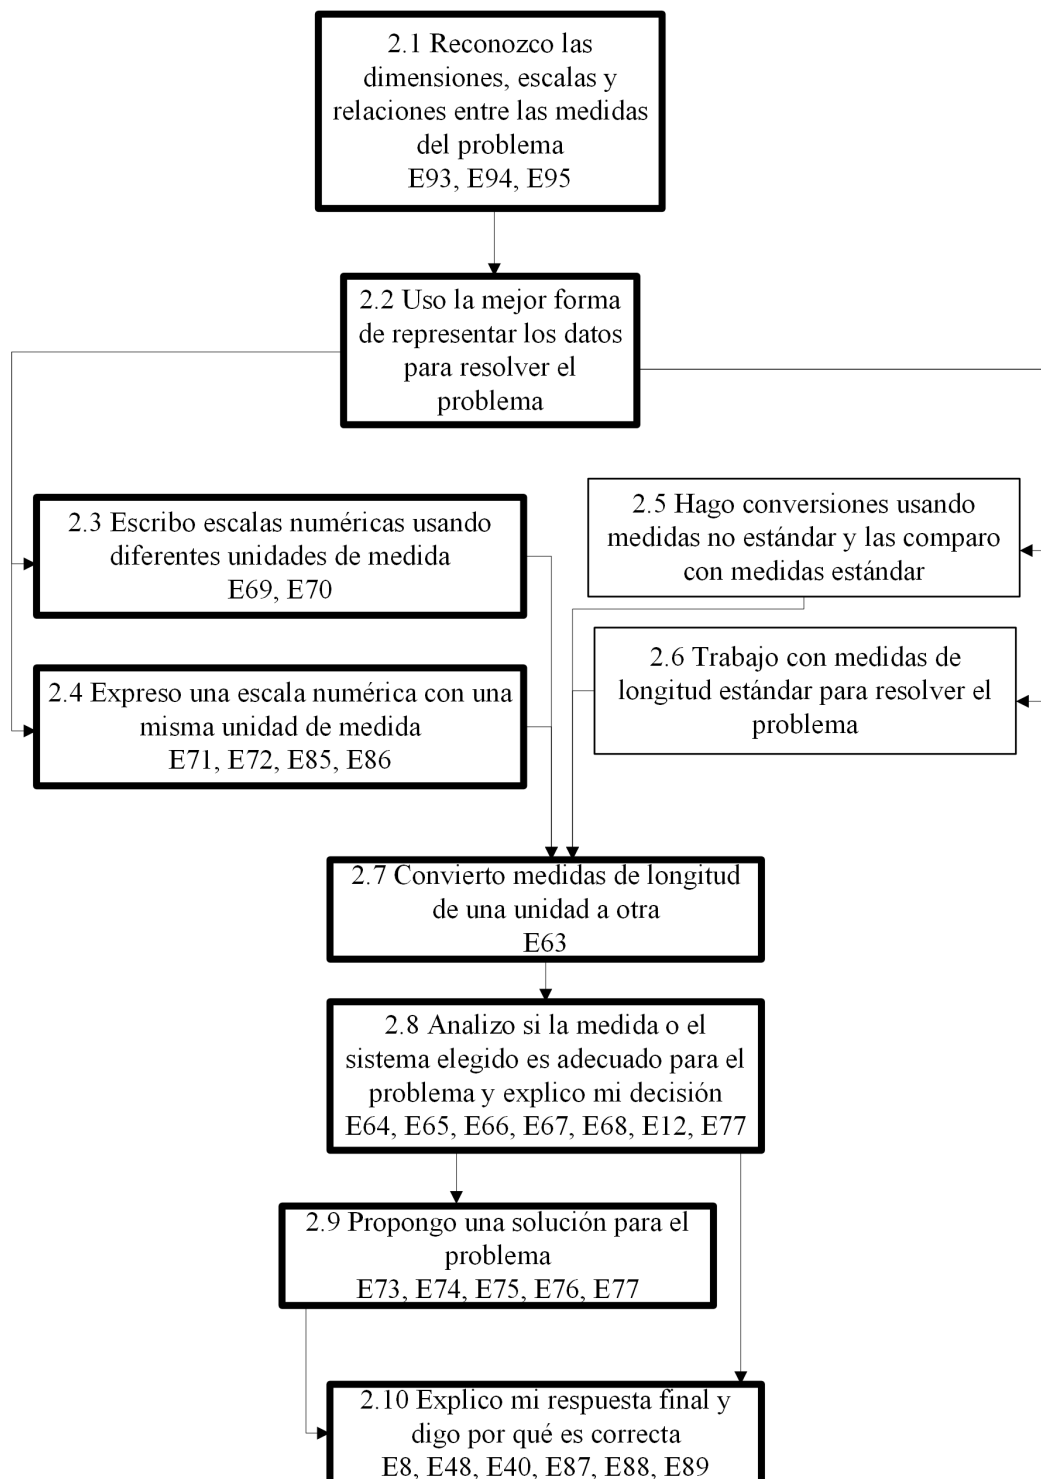 2.1 Reconozco las
dimensiones, escalas y
relaciones entre las medidas
del problema
E93, E94, E95
2.2 Uso la mejor forma
de representar los datos
para resolver el
problema
2.3 Escribo escalas numéricas usando
diferentes unidades de medida
E69, E70
2.5 Hago conversiones usando
medidas no estándar y las comparo
con medidas estándar
2.4 Expreso una escala numérica con una
misma unidad de medida
E71, E72, E85, E86
2.6 Trabajo con medidas de
longitud estándar para resolver el
problema
2.7 Convierto medidas de longitud
de una unidad a otra
E63
2.8 Analizo si la medida o el
sistema elegido es adecuado para el
problema y explico mi decisión
E64, E65, E66, E67, E68, E12, E77
2.9 Propongo una solución para el
problema
E73, E74, E75, E76, E77
2.10 Explico mi respuesta final y
digo por qué es correcta
E8, E48, E40, E87, E88, E89